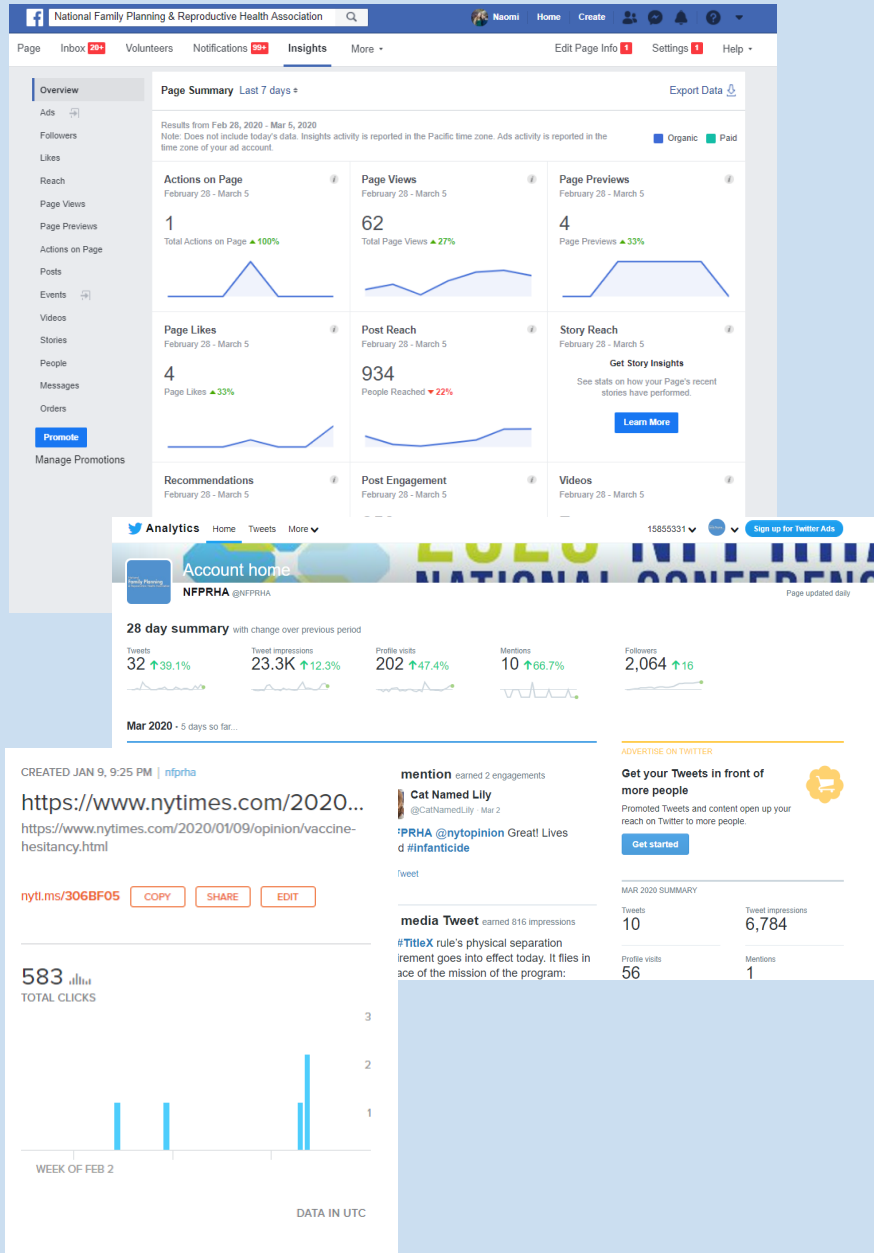 National Family Planning & Reproductive Health Association
Naomi Home Create
Page Inbox 20+ Volunteers Notifications 99+ Insights More Edit Page Info 1 Settings 1 Help
Overview
Ads
Followers
Likes
Reach
Page Views
Page Previews
Actions on Page
Posts
Events
Videos
Stories
People
Messages
Orders
Promote
Manage Promotions
Page Summary Last 7 days Export Data
Results from Feb 28, 2020 - Mar 5, 2020
Note: Does not include today's data. Insights activity is reported in the Pacific time zone. Ads activity is reported in the
time zone of your ad account.
Organic Paid
Actions on Page
February 28 - March 5
1
Total Actions on Page 100%
Page Views
February 28 - March 5
62
Total Page Views 27%
Page Previews
February 28 - March 5
4
Page Previews 33%
Page Likes
February 28 - March 5
4
Page Likes 33%
Post Reach
February 28 - March 5
934
People Reached 22%
Story Reach
February 28 - March 5
Get Story Insights
See stats on how your Page's recent
stories have performed.
Learn More
Recommendations
February 28 - March 5
Post Engagement
February 28 - March 5
Videos
February 28 - March 5
Analytics Home Tweets More 15855331 Sign up for Twitter Ads
2020 NFPRHA
NATIONAL CONFERENC
Account home
Family Planning
NFPRHA @NFPRHA
Page updated daily
28 day summary with change over previous period
Tweets
32 39.1%
Tweet impressions
23.3K 12.3%
Profile visits
202 47.4%
Mentions
10 66.7%
Followers
2,064 16
Mar 2020 • 5 days so far...
mention earned 2 engagements
Cat Named Lily
@CatNamedLily · Mar 2
FPRHA @nytopinion Great! Lives
d #infanticide
Tweet
media Tweet earned 816 impressions
#TitleX rule's physical separation
irement goes into effect today. It flies in
ace of the mission of the program:
ADVERTISE ON TWITTER
Get your Tweets in front of
more people
Promoted Tweets and content open up your
reach on Twitter to more people.
Get started
MAR 2020 SUMMARY
Tweets
10
Tweet impressions
6,784
Profile visits
56
Mentions
1
CREATED JAN 9, 9:25 PM | nfprha
https://www.nytimes.com/2020...
https://www.nytimes.com/2020/01/09/opinion/vaccine-
hesitancy.html
nyti.ms/306BF05 COPY SHARE EDIT
583
TOTAL CLICKS
3
2
1
WEEK OF FEB 2
DATA IN UTC